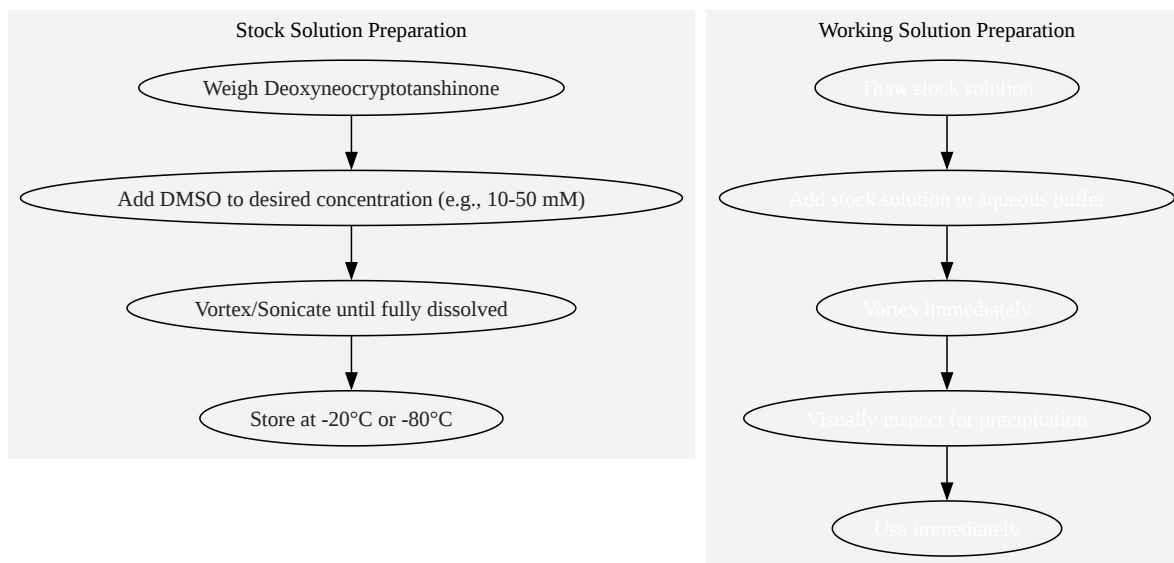 Stock Solution Preparation
Weigh Deoxyneocryptotanshinone
Add DMSO to desired concentration (e.g., 10-50 mM)
Vortex/Sonicate until fully dissolved
Store at -20°C or -80°C
Working Solution Preparation
Thaw stock solution
Add stock solution to aqueous buffer
Vortex immediately
Visually inspect for precipitation
Use immediately